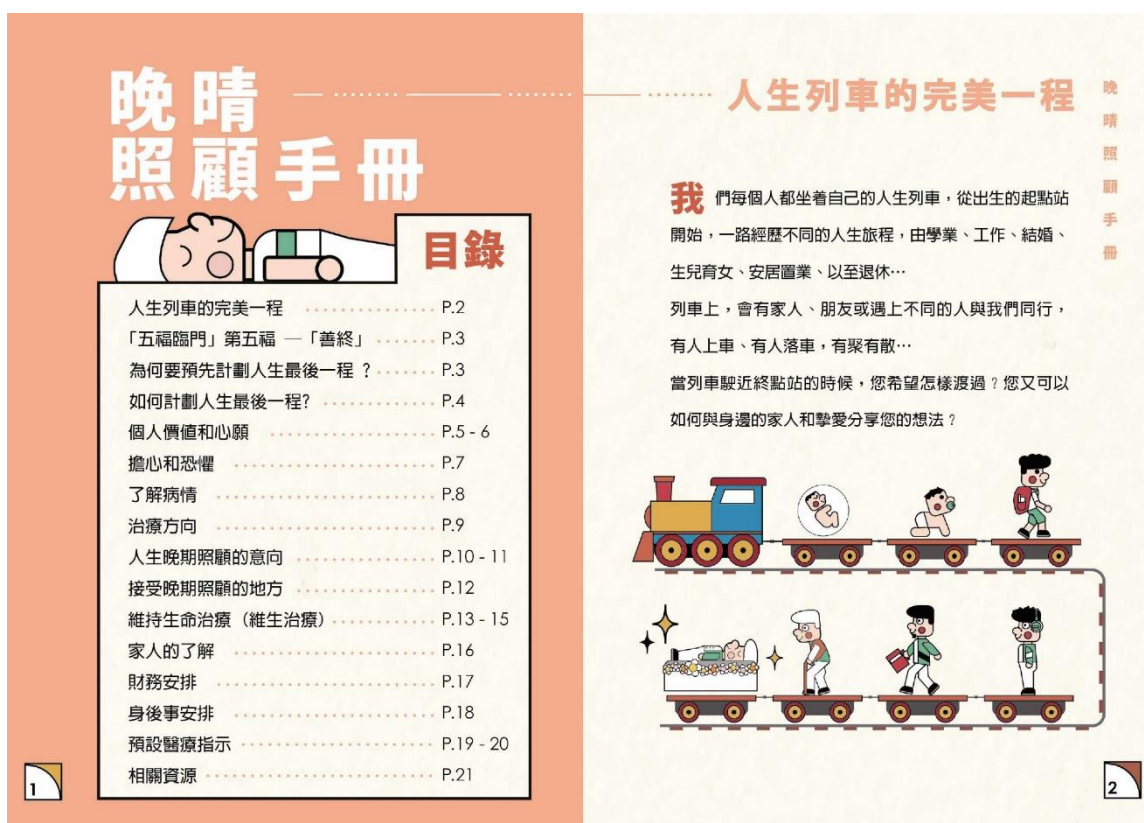 晚晴
照顧手冊
目錄
人生列車的完美一程 ··············· P.2
「五福臨門」第五福 —「善終」 ······· P.3
為何要預先計劃人生最後一程 ？······· P.3
如何計劃人生最後一程? ············· P.4
個人價值和心願 ··················· P.5 - 6
擔心和恐懼 ······················· P.7
了解病情 ························· P.8
治療方向 ························· P.9
人生晚期照顧的意向 ··············· P.10 - 11
接受晚期照顧的地方 ··············· P.12
維持生命治療（維生治療）··········· P.13 - 15
家人的了解 ······················· P.16
財務安排 ························· P.17
身後事安排 ······················· P.18
預設醫療指示 ····················· P.19 - 20
相關資源 ························· P.21
1
人生列車的完美一程
晚晴照顧手冊
我們每個人都坐着自己的人生列車，從出生的起點站
開始，一路經歷不同的人生旅程，由學業、工作、結婚、
生兒育女、安居置業、以至退休…
列車上，會有家人、朋友或遇上不同的人與我們同行，
有人上車、有人落車，有聚有散…
當列車駛近終點站的時候，您希望怎樣渡過？您又可以
如何與身邊的家人和摯愛分享您的想法？
2